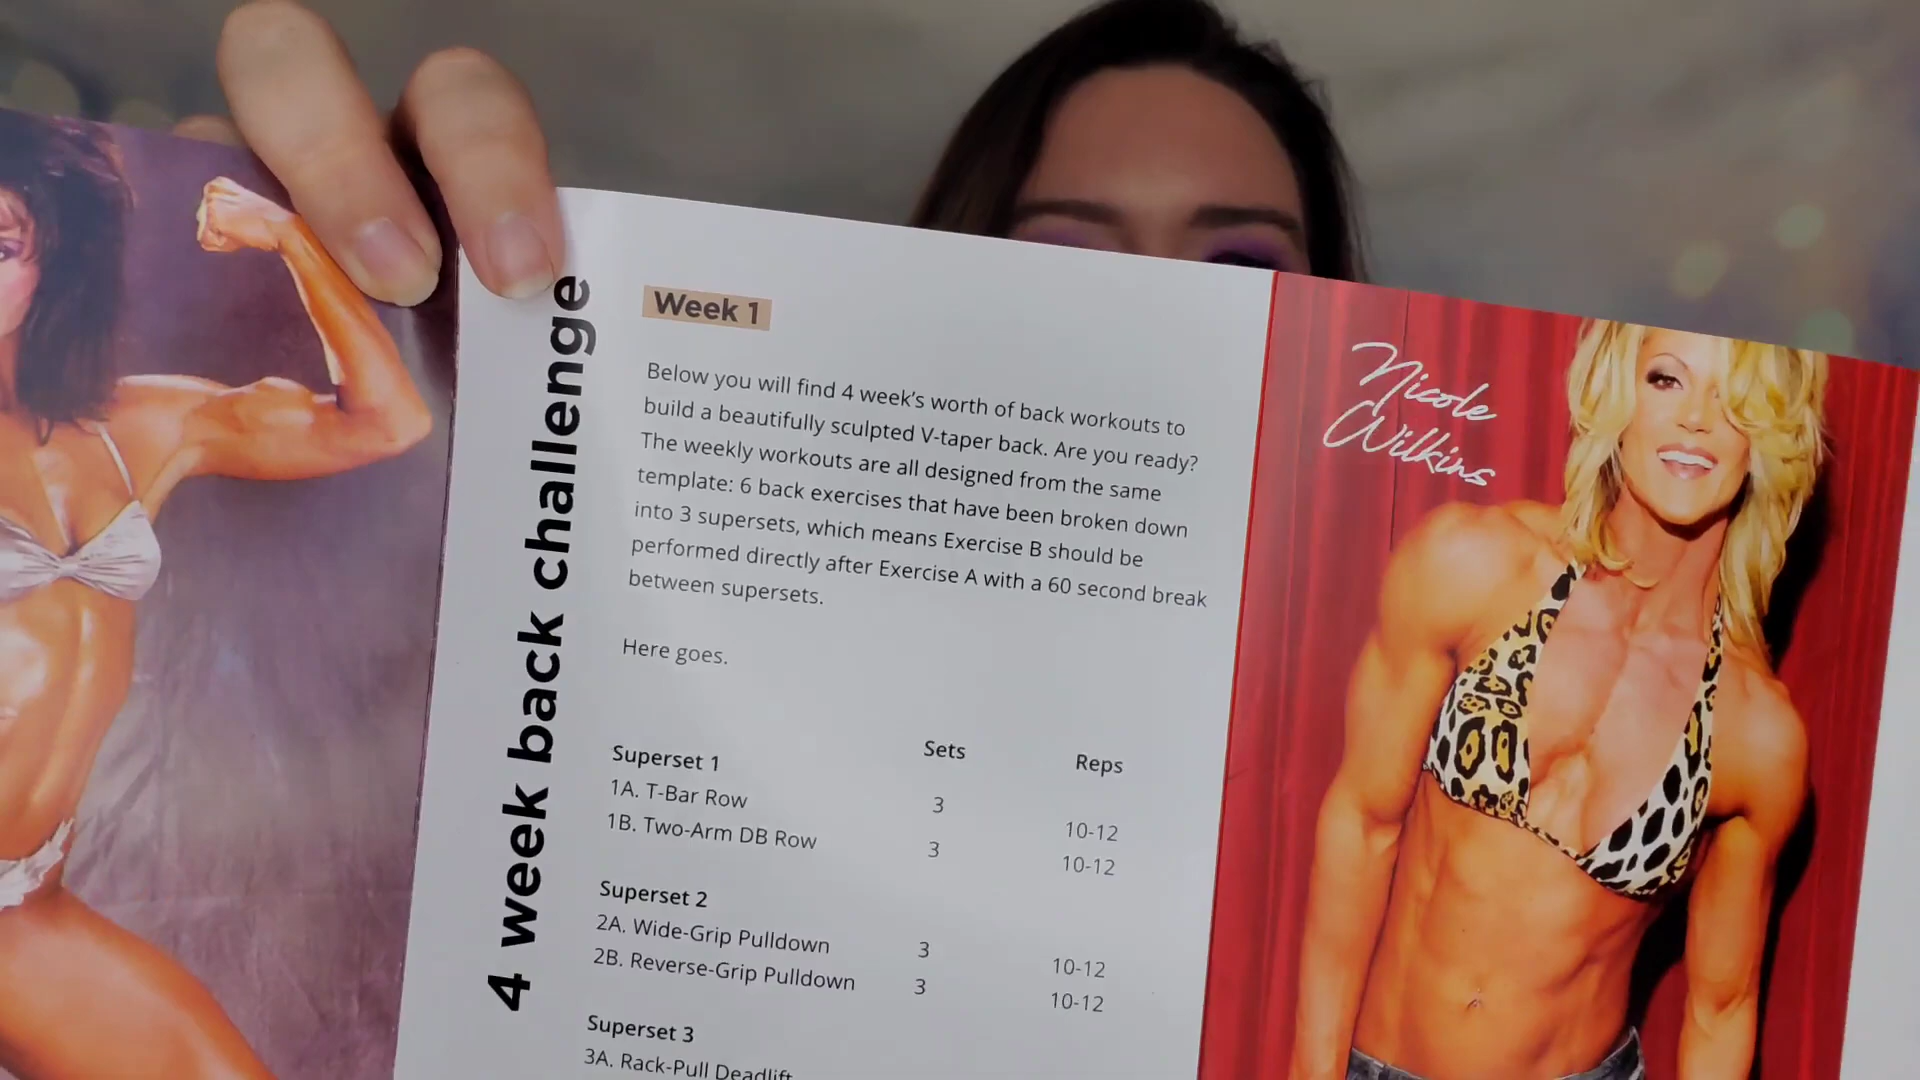 4 week back challenge
Week 1
Below you will find 4 week's worth of back workouts to
build a beautifully sculpted V-taper back. Are you ready?
The weekly workouts are all designed from the same
template: 6 back exercises that have been broken down
into 3 supersets, which means Exercise B should be
performed directly after Exercise A with a 60 second break
between supersets.
Here goes.
Sets Reps
Superset 1
1A. T-Bar Row 3 10-12
1B. Two-Arm DB Row 3 10-12
Superset 2
2A. Wide-Grip Pulldown 3 10-12
2B. Reverse-Grip Pulldown 3 10-12
Superset 3
3A. Rack-Pull Deadlift
Nicole
Wilkins